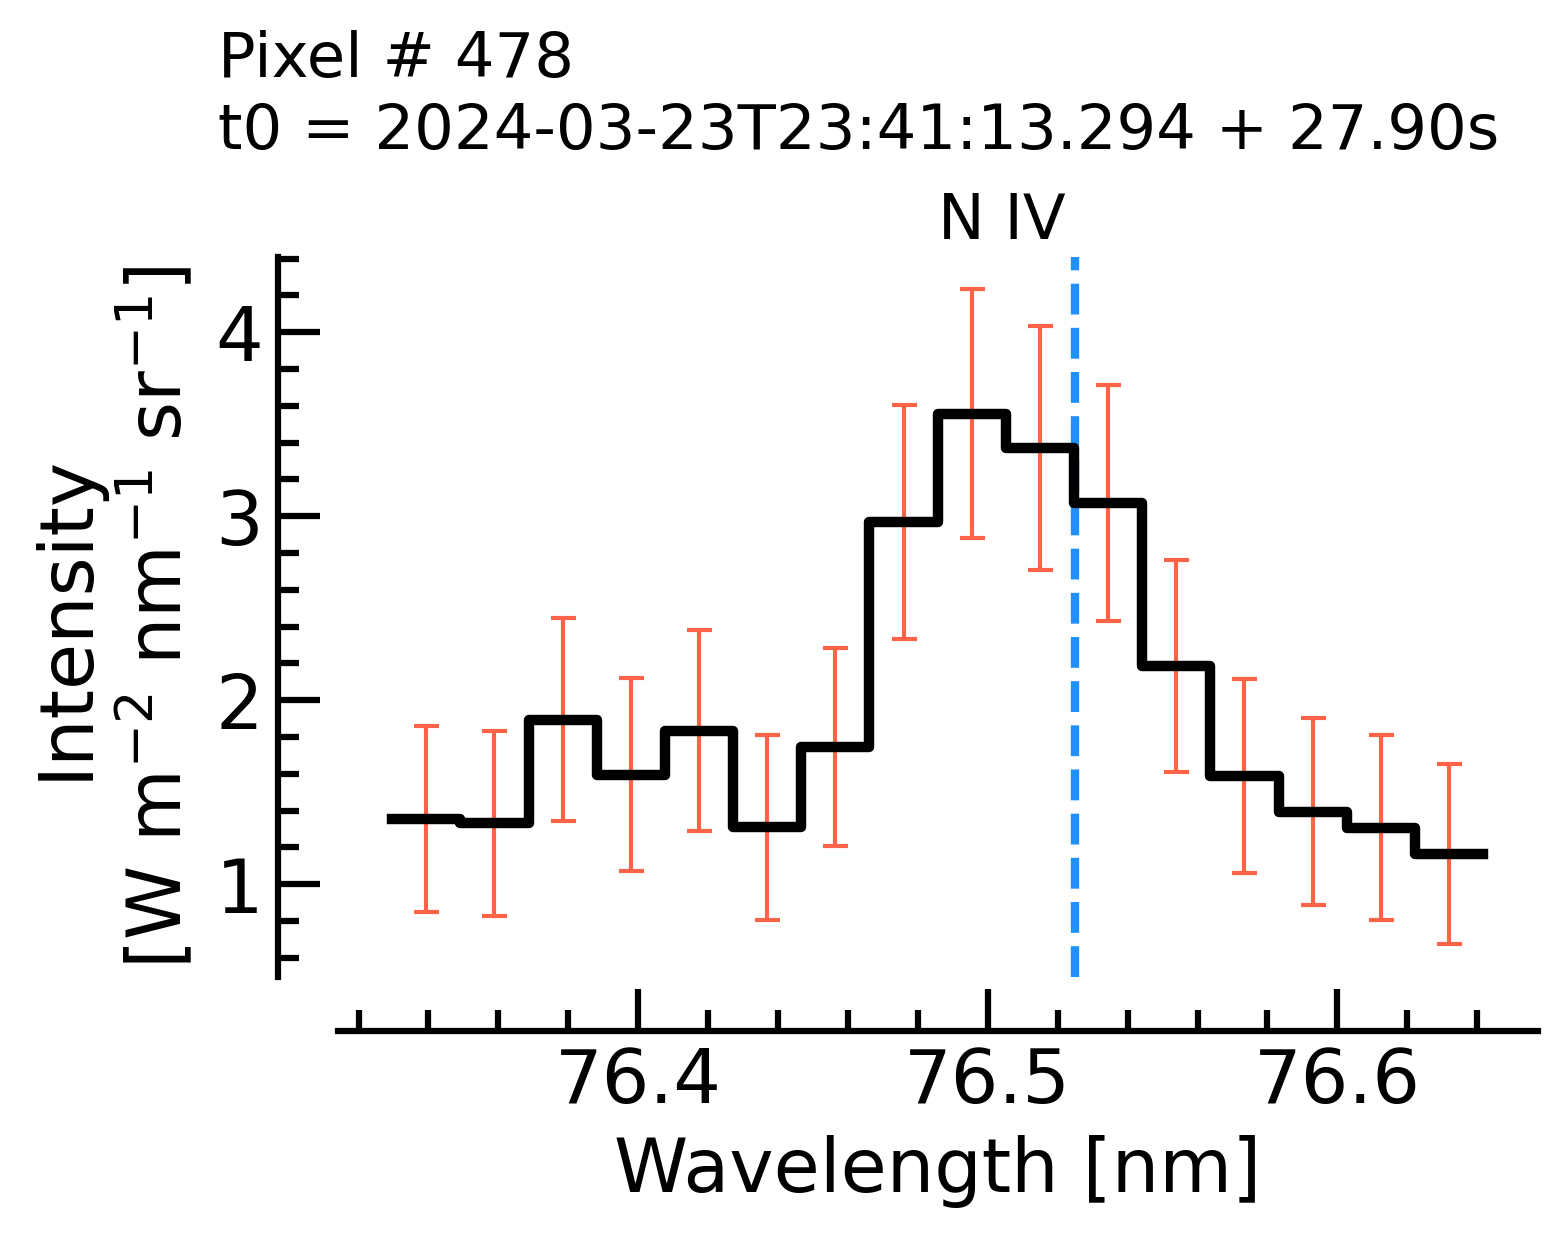 Pixel # 478
t0 = 2024-03-23T23:41:13.294 + 27.90s
N IV
Intensity
[W m⁻² nm⁻¹ sr⁻¹]
4
3
2
1
76.4 76.5 76.6
Wavelength [nm]